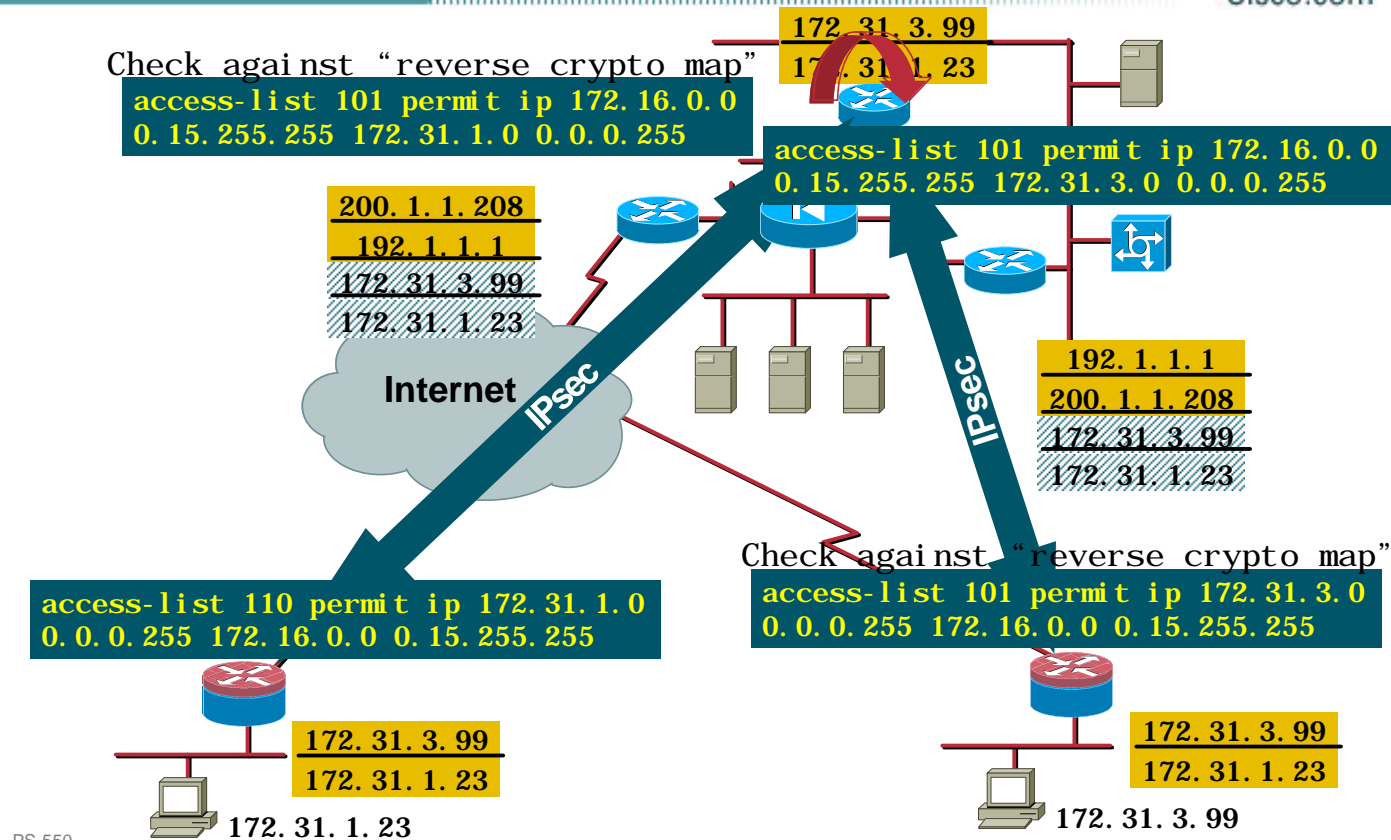 172.31.3.99
Check against “reverse crypto map”
access-list 101 permit ip 172.16.0.0
0.15.255.255 172.31.1.0 0.0.0.255
access-list 101 permit ip 172.16.0.0
0.15.255.255 172.31.3.0 0.0.0.255
200.1.1.208
192.1.1.1
172.31.3.99
172.31.1.23
Internet
IPsec
IPsec
192.1.1.1
200.1.1.208
172.31.3.99
172.31.1.23
Check against “reverse crypto map”
access-list 110 permit ip 172.31.1.0
0.0.0.255 172.16.0.0 0.15.255.255
access-list 101 permit ip 172.31.3.0
0.0.0.255 172.16.0.0 0.15.255.255
172.31.3.99
172.31.1.23
172.31.1.23
172.31.3.99
172.31.1.23
172.31.3.99